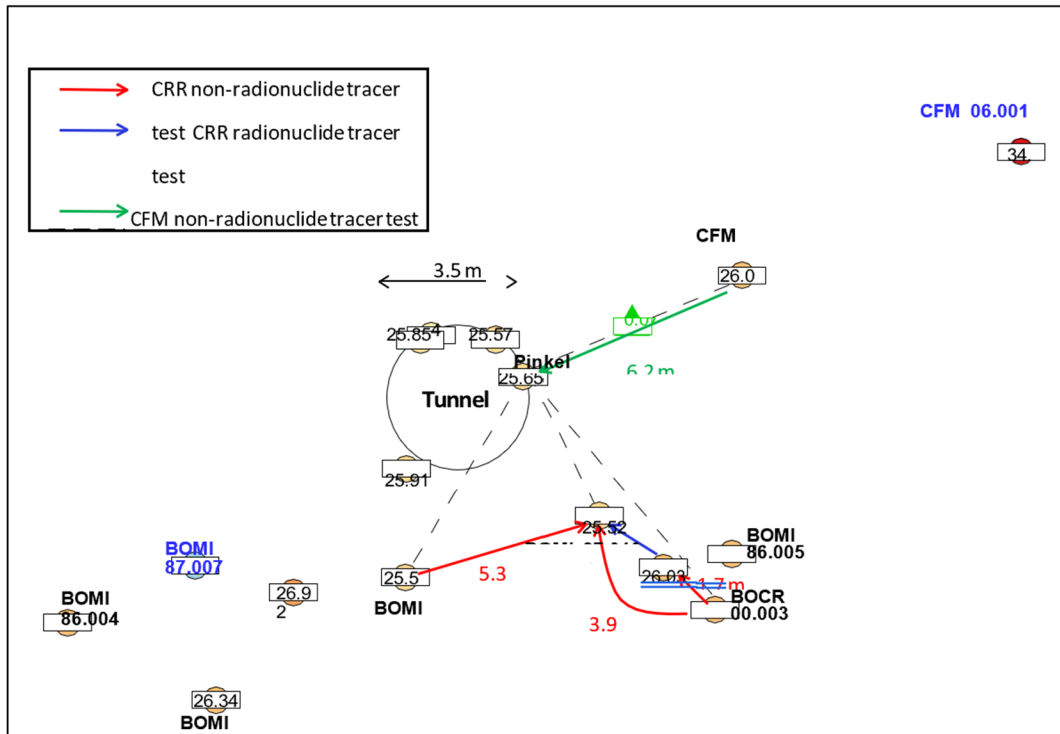 CRR non-radionuclide tracer
test CRR radionuclide tracer
test
CFM non-radionuclide tracer test
CFM 06.001
34
CFM
26.0
3.5 m
25.85
4
25.57
Pinkel
25.65
6.2 m
Tunnel
25.91
25.52
BOMI
86.005
26.03
1.7 m
BOCR
00.003
5.3
3.9
25.5
BOMI
BOMI
87.007
26.9
2
BOMI
86.004
26.34
BOMI